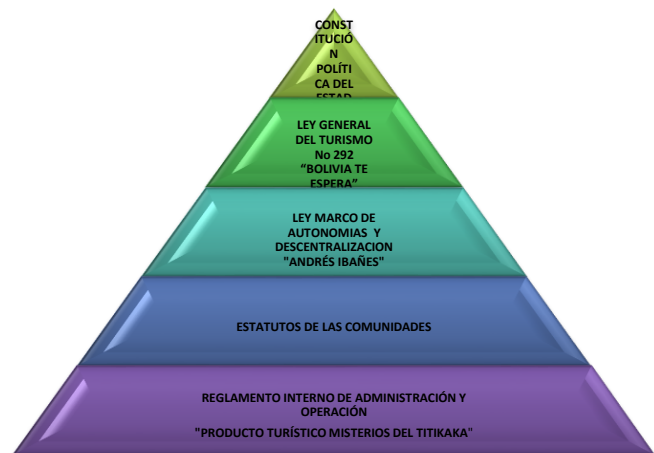 CONST
ITUCIÓ
N
POLÍTI
CA DEL
ESTAD
LEY GENERAL
DEL TURISMO
No 292
“BOLIVIA TE
ESPERA”
LEY MARCO DE
AUTONOMIAS Y
DESCENTRALIZACION
"ANDRÉS IBAÑES"
ESTATUTOS DE LAS COMUNIDADES
REGLAMENTO INTERNO DE ADMINISTRACIÓN Y
OPERACIÓN
"PRODUCTO TURÍSTICO MISTERIOS DEL TITIKAKA"